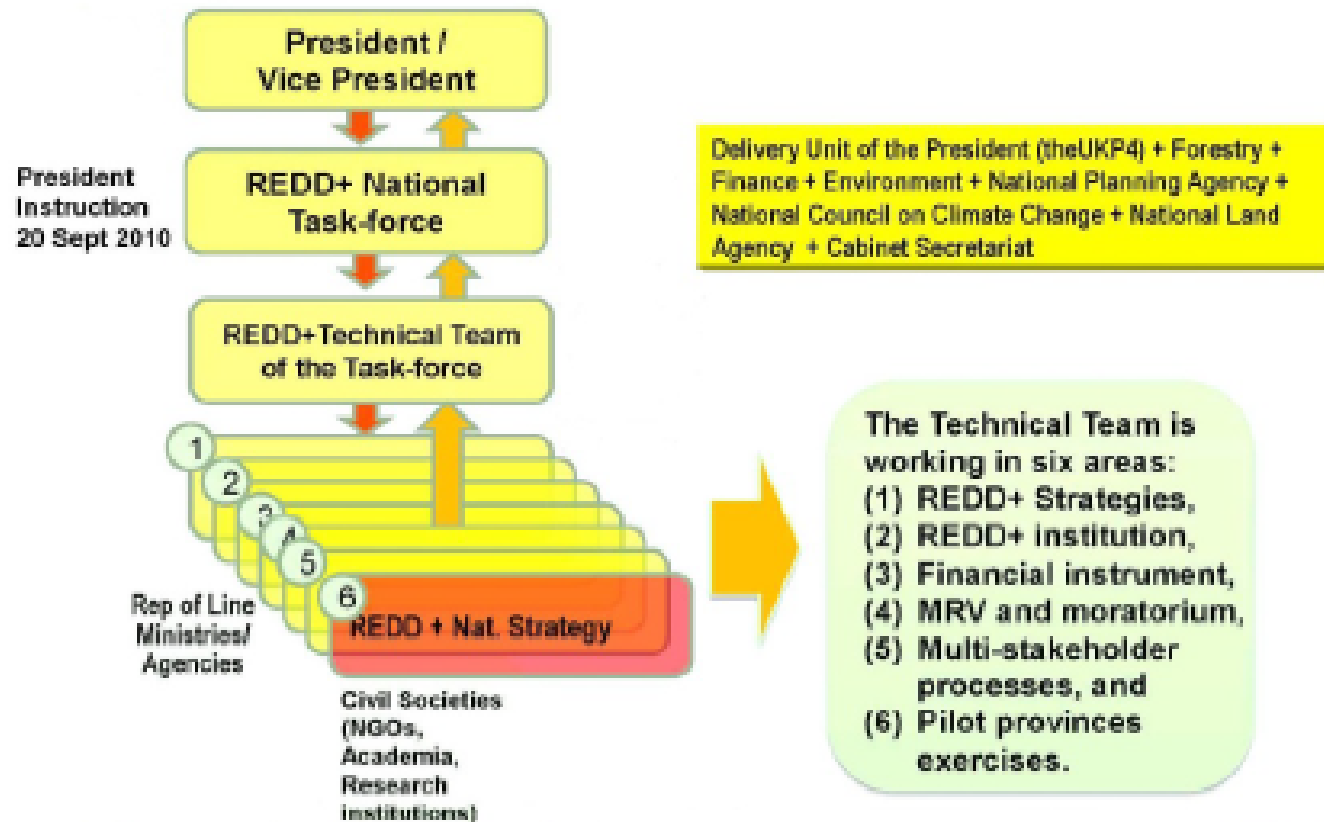 President /
Vice President
President
Instruction
20 Sept 2010
REDD+ National
Task-force
Delivery Unit of the President (theUKP4) + Forestry +
Finance + Environment + National Planning Agency +
National Council on Climate Change + National Land
Agency + Cabinet Secretariat
REDD+Technical Team
of the Task-force
1
2
3
4
5
6
REDD + Nat. Strategy
Rep of Line
Ministries/
Agencies
Civil Societies
(NGOs,
Academia,
Research
institutions)
The Technical Team is
working in six areas:
(1) REDD+ Strategies,
(2) REDD+ institution,
(3) Financial instrument,
(4) MRV and moratorium,
(5) Multi-stakeholder
processes, and
(6) Pilot provinces
exercises.